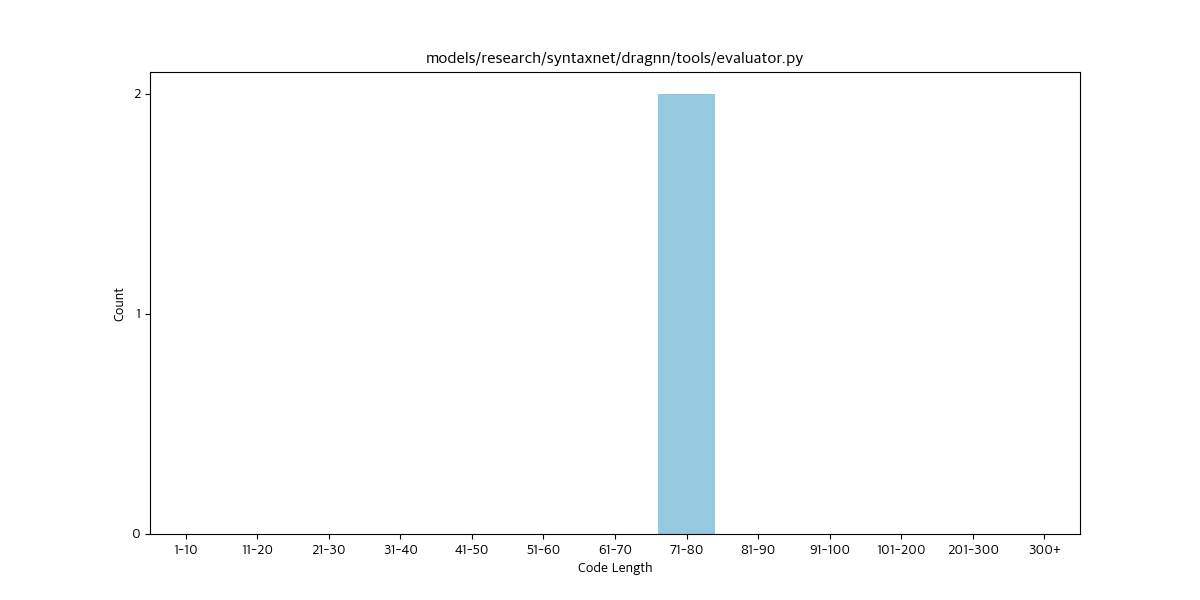 models/research/syntaxnet/dragnn/tools/evaluator.py
2
1
0
Count
1-10 11-20 21-30 31-40 41-50 51-60 61-70 71-80 81-90 91-100 101-200 201-300 300+
Code Length